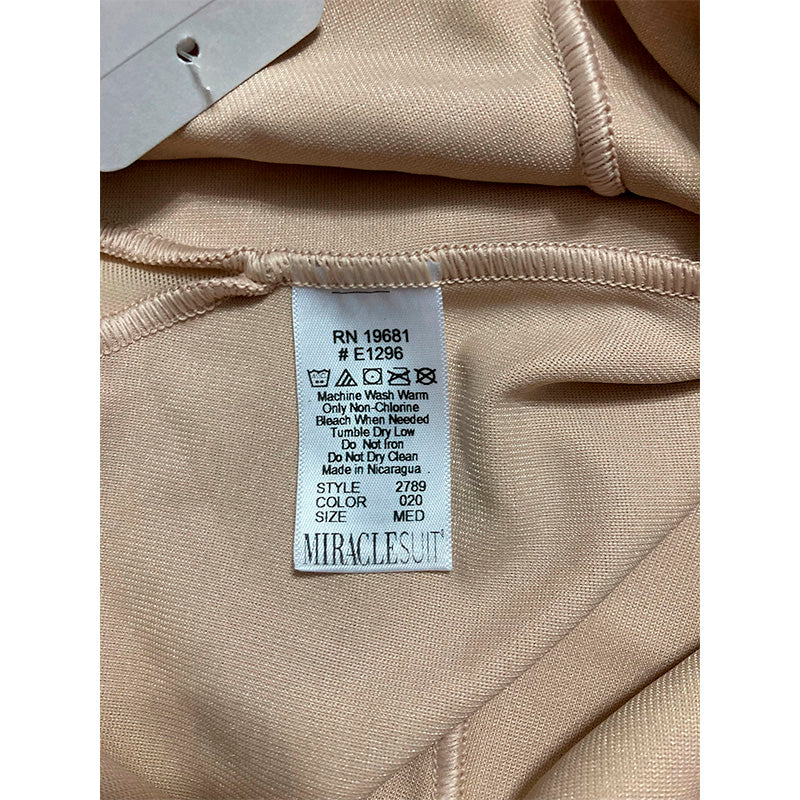 RN 19681
# E1296
Machine Wash Warm
Only Non-Chlorine
Bleach When Needed
Tumble Dry Low
Do Not Iron
Do Not Dry Clean
Made in Nicaragua
STYLE 2789
COLOR 020
SIZE MED
MIRACLESUIT